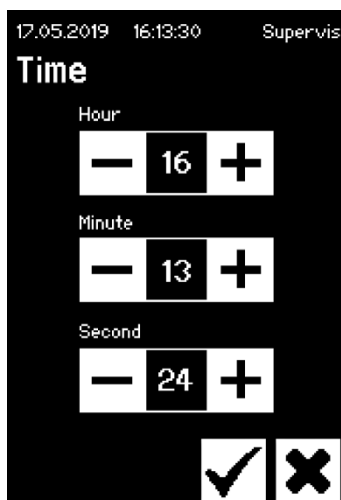 17.05.2019 16:13:30 Supervis
Time
Hour
16
Minute
13
Second
24